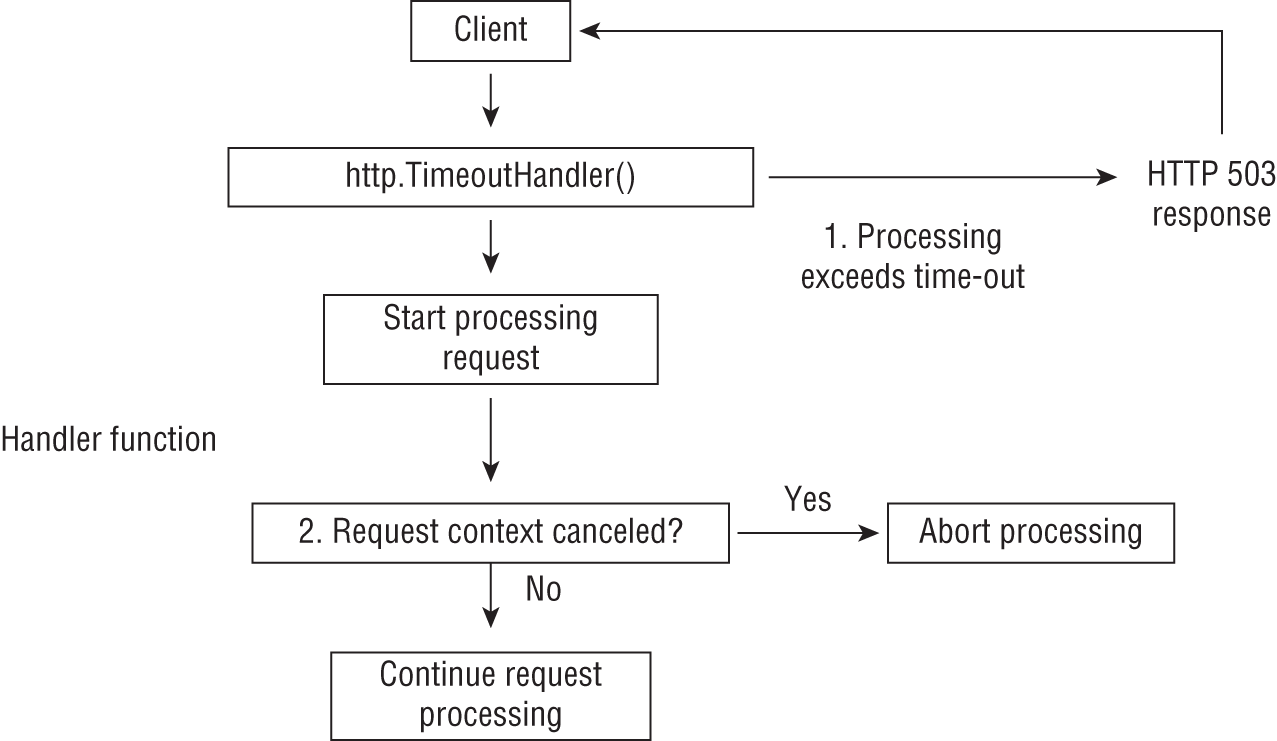 Client
http.TimeoutHandler()
HTTP 503
response
1. Processing
exceeds time-out
Start processing
request
Handler function
2. Request context canceled?
Yes
Abort processing
No
Continue request
processing